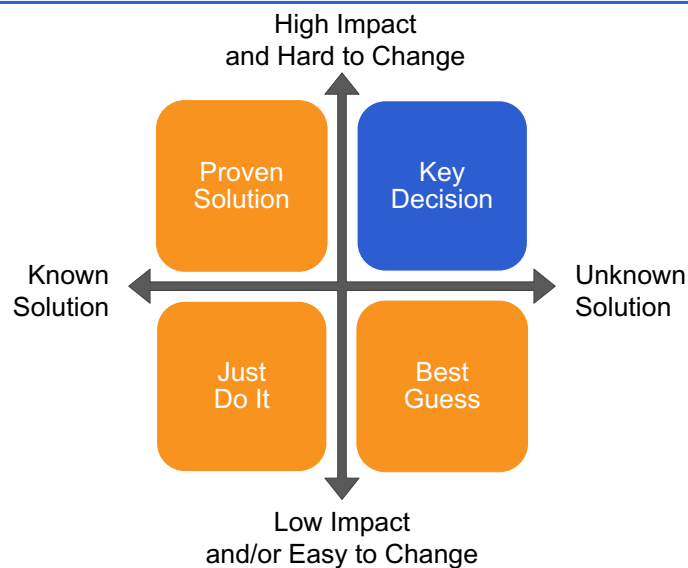 High Impact
and Hard to Change
Proven
Solution
Key
Decision
Known
Solution
Unknown
Solution
Just
Do It
Best
Guess
Low Impact
and/or Easy to Change